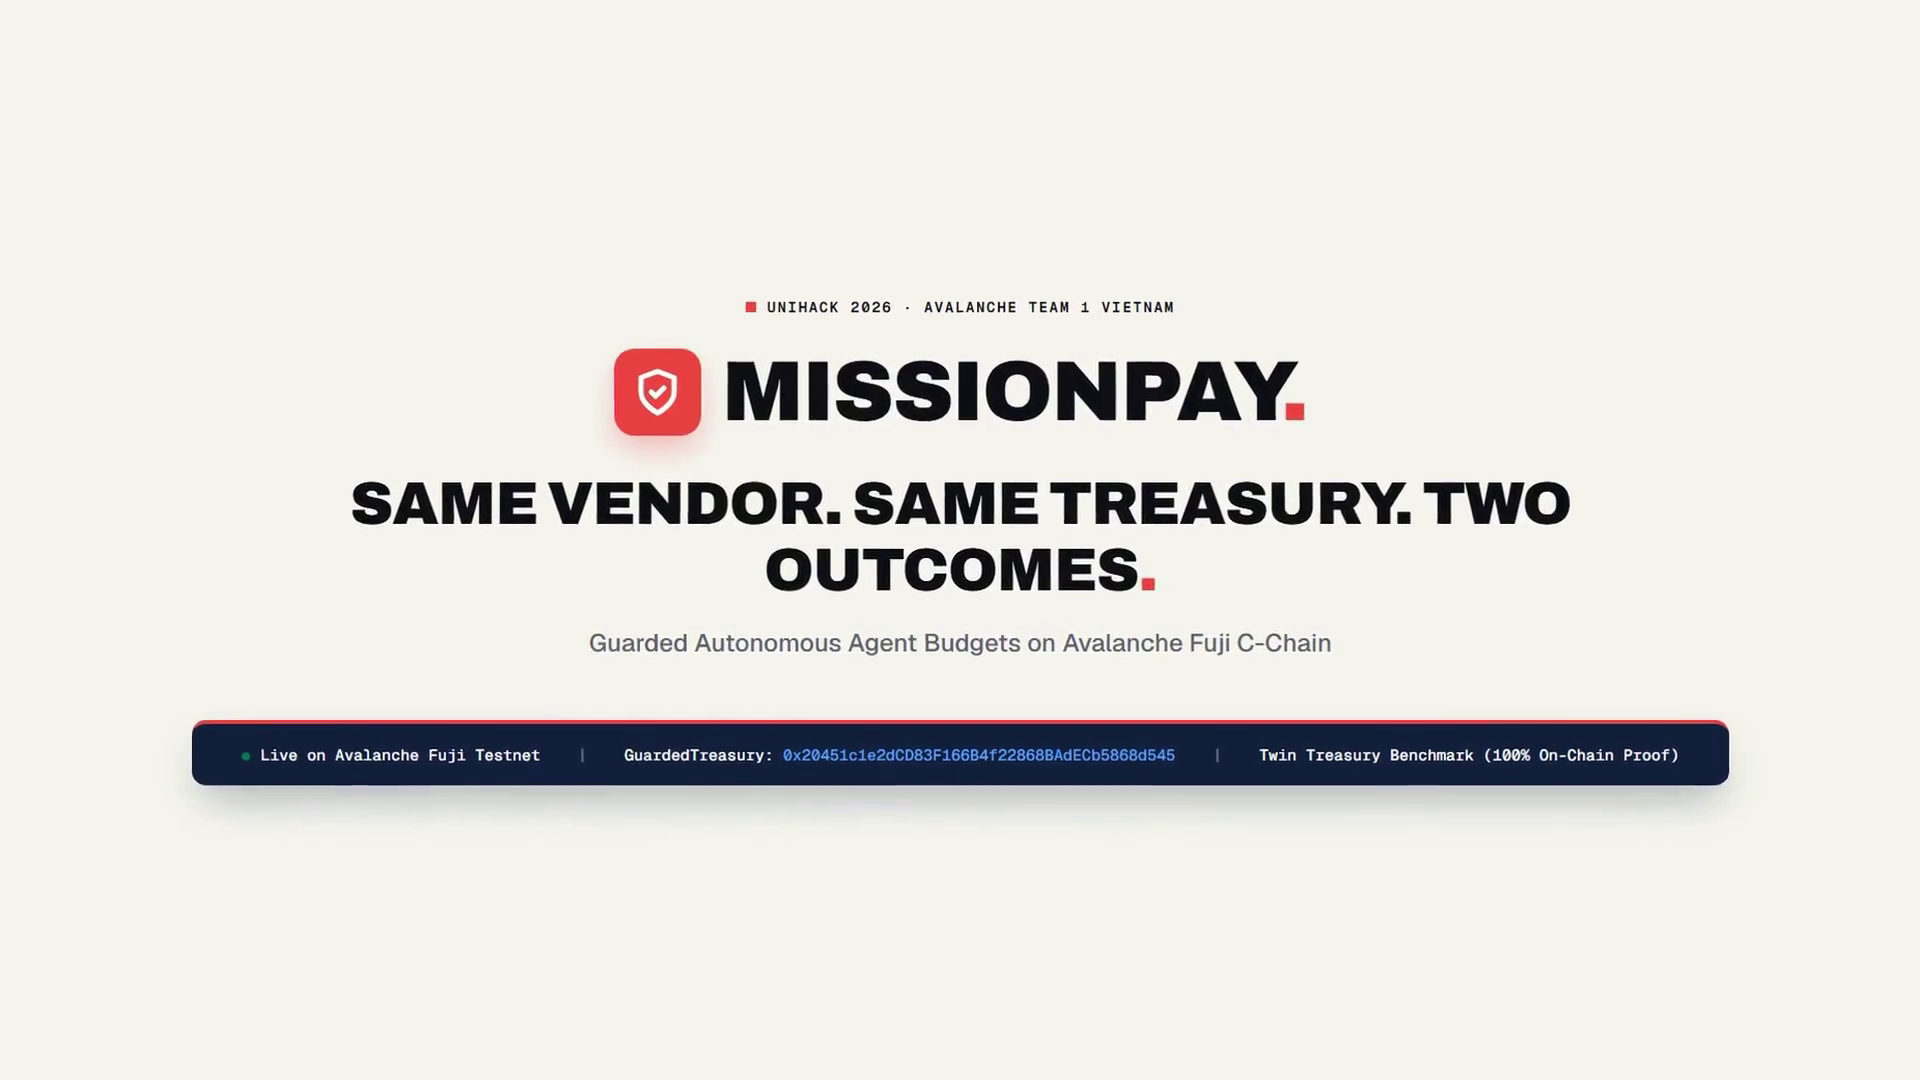 UNIHACK 2026 · AVALANCHE TEAM 1 VIETNAM
MISSIONPAY.
SAME VENDOR. SAME TREASURY. TWO
OUTCOMES.
Guarded Autonomous Agent Budgets on Avalanche Fuji C-Chain
Live on Avalanche Fuji Testnet | GuardedTreasury: 0x20451c1e2dCD83F166B4f22868BAdECb5868d545 | Twin Treasury Benchmark (100% On-Chain Proof)